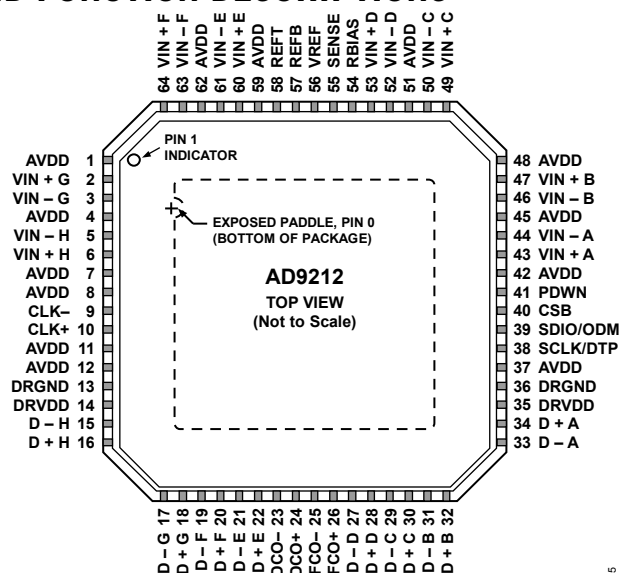 FUNCTION DESCRIPTIONS
64 VIN + F
63 VIN – F
62 AVDD
61 VIN – E
60 VIN + E
59 AVDD
58 REFT
57 REFB
56 VREF
55 SENSE
54 RBIAS
53 VIN + D
52 VIN – D
51 AVDD
50 VIN – C
49 VIN + C
PIN 1
INDICATOR
AVDD 1
VIN + G 2
VIN – G 3
AVDD 4
VIN – H 5
VIN + H 6
AVDD 7
AVDD 8
CLK– 9
CLK+ 10
AVDD 11
AVDD 12
DRGND 13
DRVDD 14
D – H 15
D + H 16
EXPOSED PADDLE, PIN 0
(BOTTOM OF PACKAGE)
AD9212
TOP VIEW
(Not to Scale)
48 AVDD
47 VIN + B
46 VIN – B
45 AVDD
44 VIN – A
43 VIN + A
42 AVDD
41 PDWN
40 CSB
39 SDIO/ODM
38 SCLK/DTP
37 AVDD
36 DRGND
35 DRVDD
34 D + A
33 D – A
D – G 17
D + G 18
D – F 19
D + F 20
D – E 21
D + E 22
DCO– 23
DCO+ 24
FCO– 25
FCO+ 26
D – D 27
D + D 28
D – C 29
D + C 30
D – B 31
D + B 32